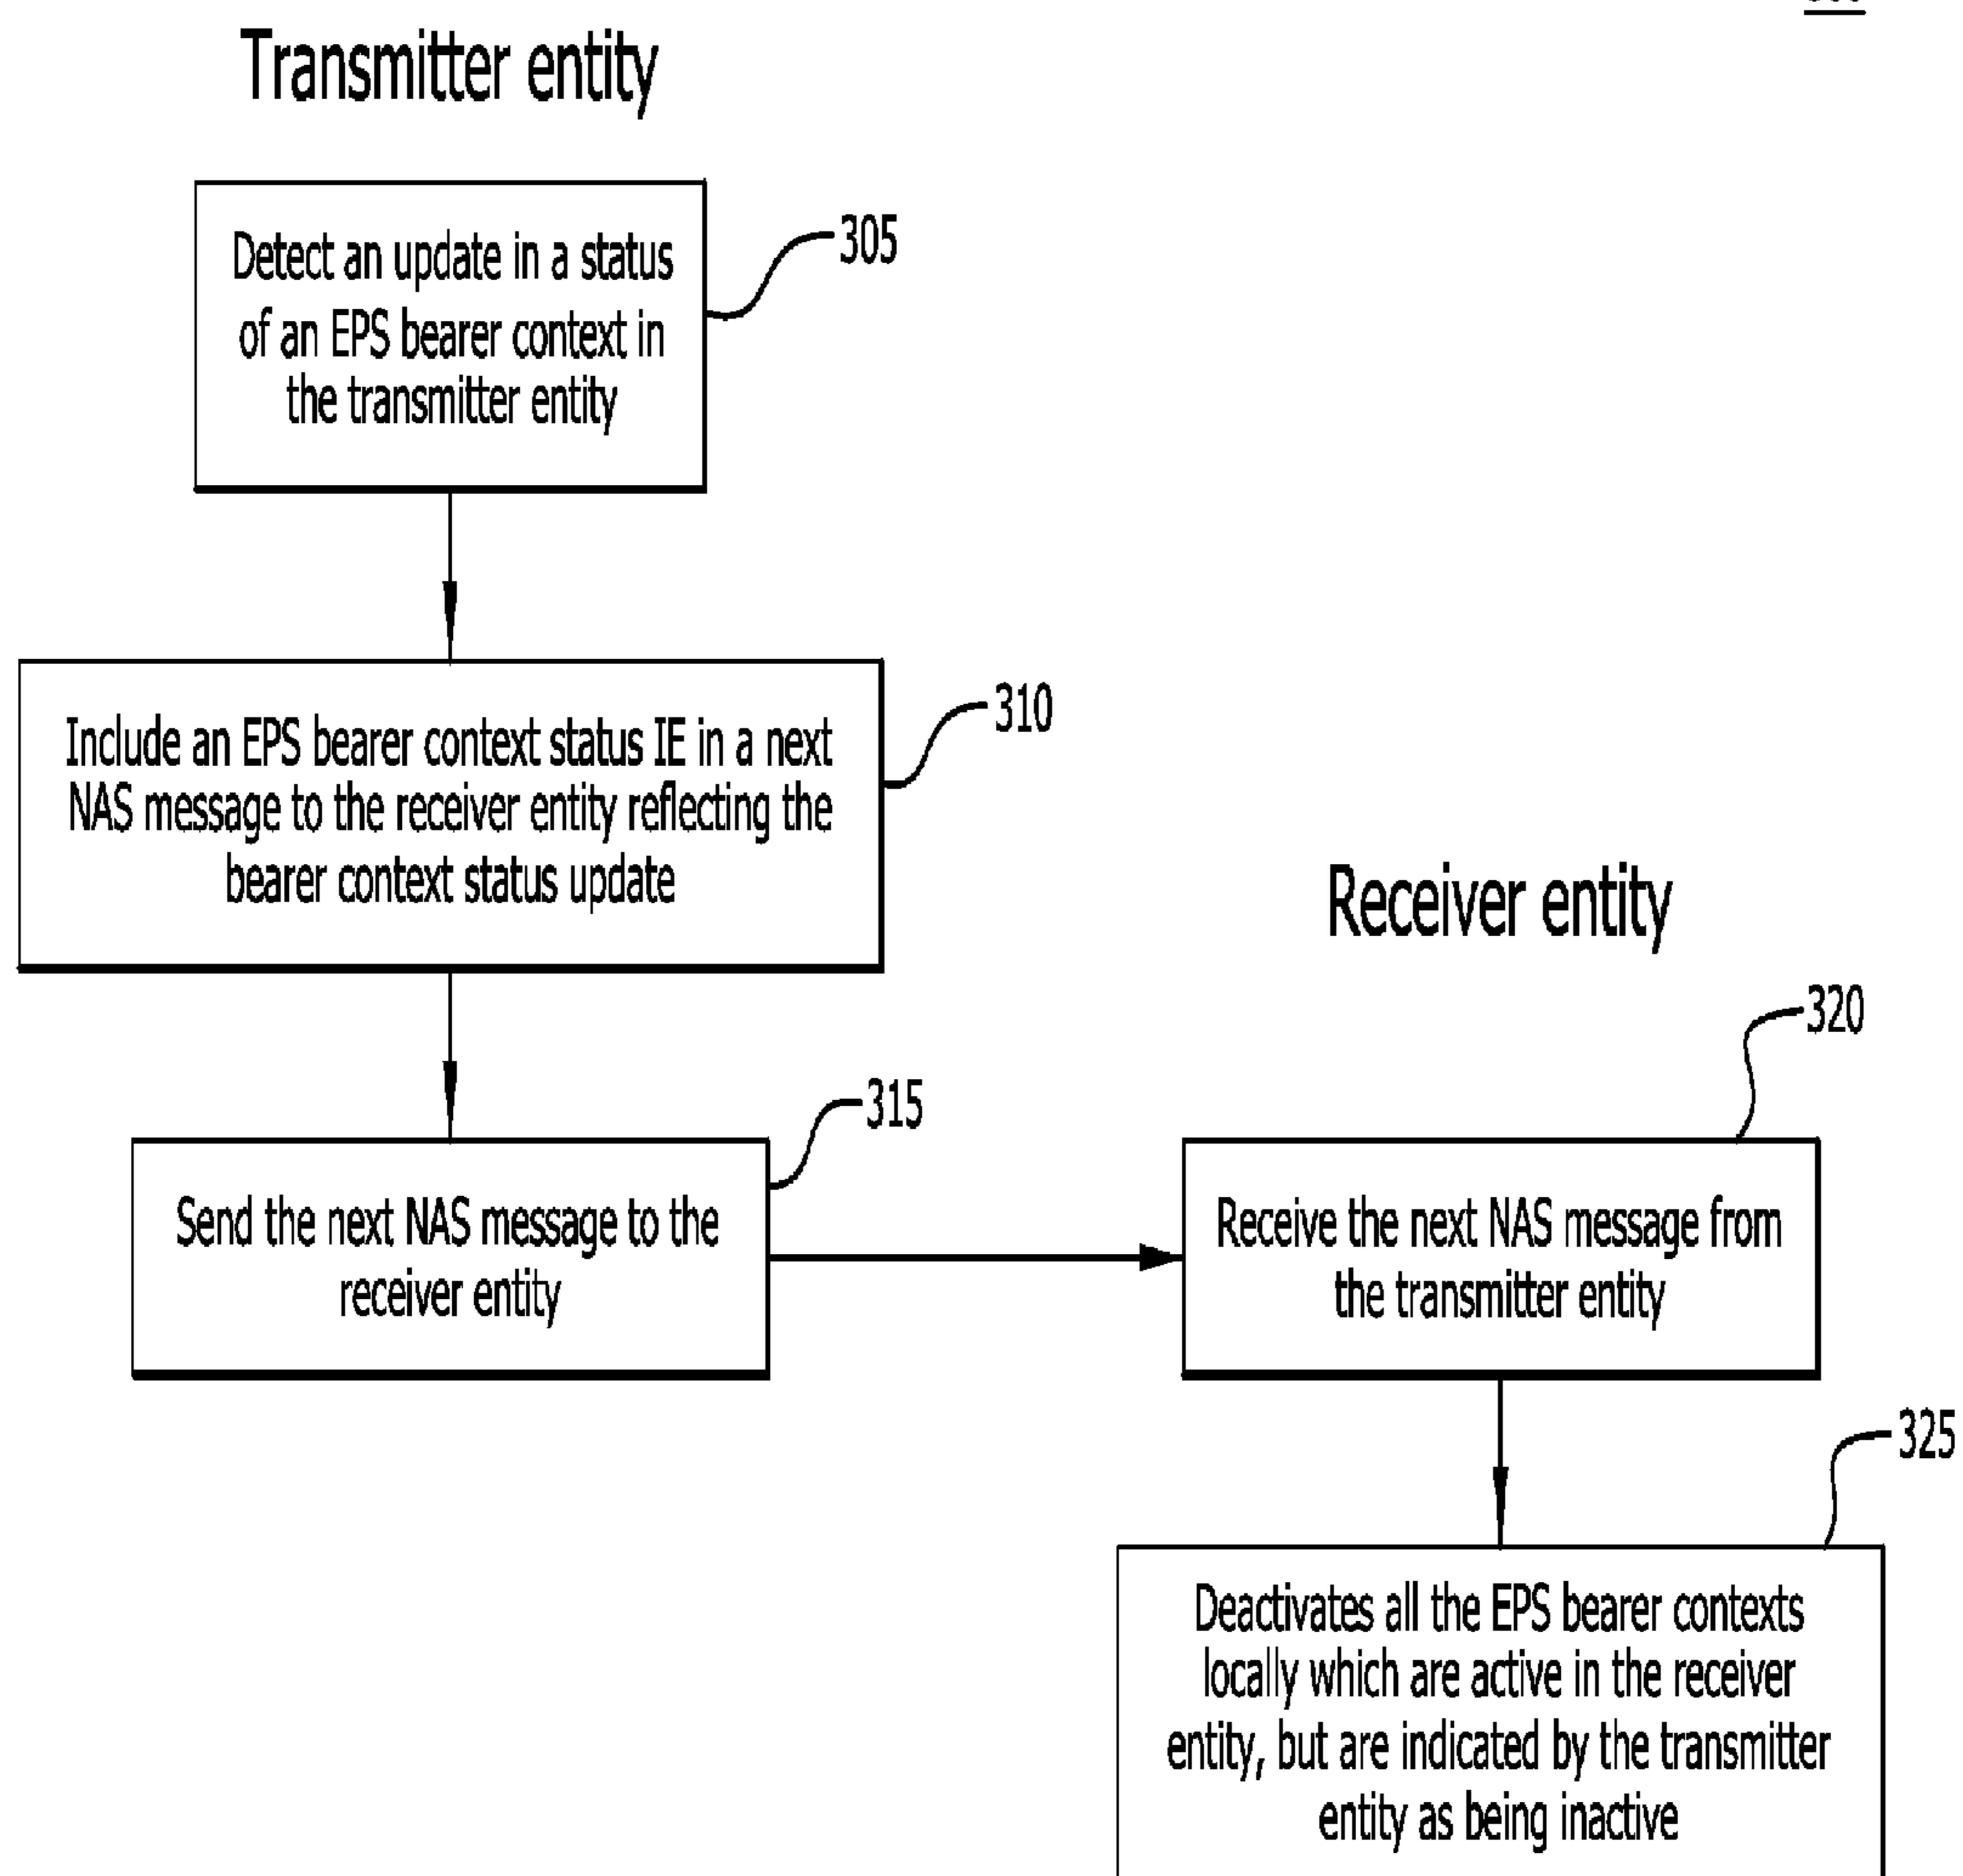 Transmitter entity
Detect an update in a status
of an EPS bearer context in
the transmitter entity
305
Include an EPS bearer context status IE in a next
NAS message to the receiver entity reflecting the
bearer context status update
310
Send the next NAS message to the
receiver entity
315
Receiver entity
320
Receive the next NAS message from
the transmitter entity
325
Deactivates all the EPS bearer contexts
locally which are active in the receiver
entity, but are indicated by the transmitter
entity as being inactive